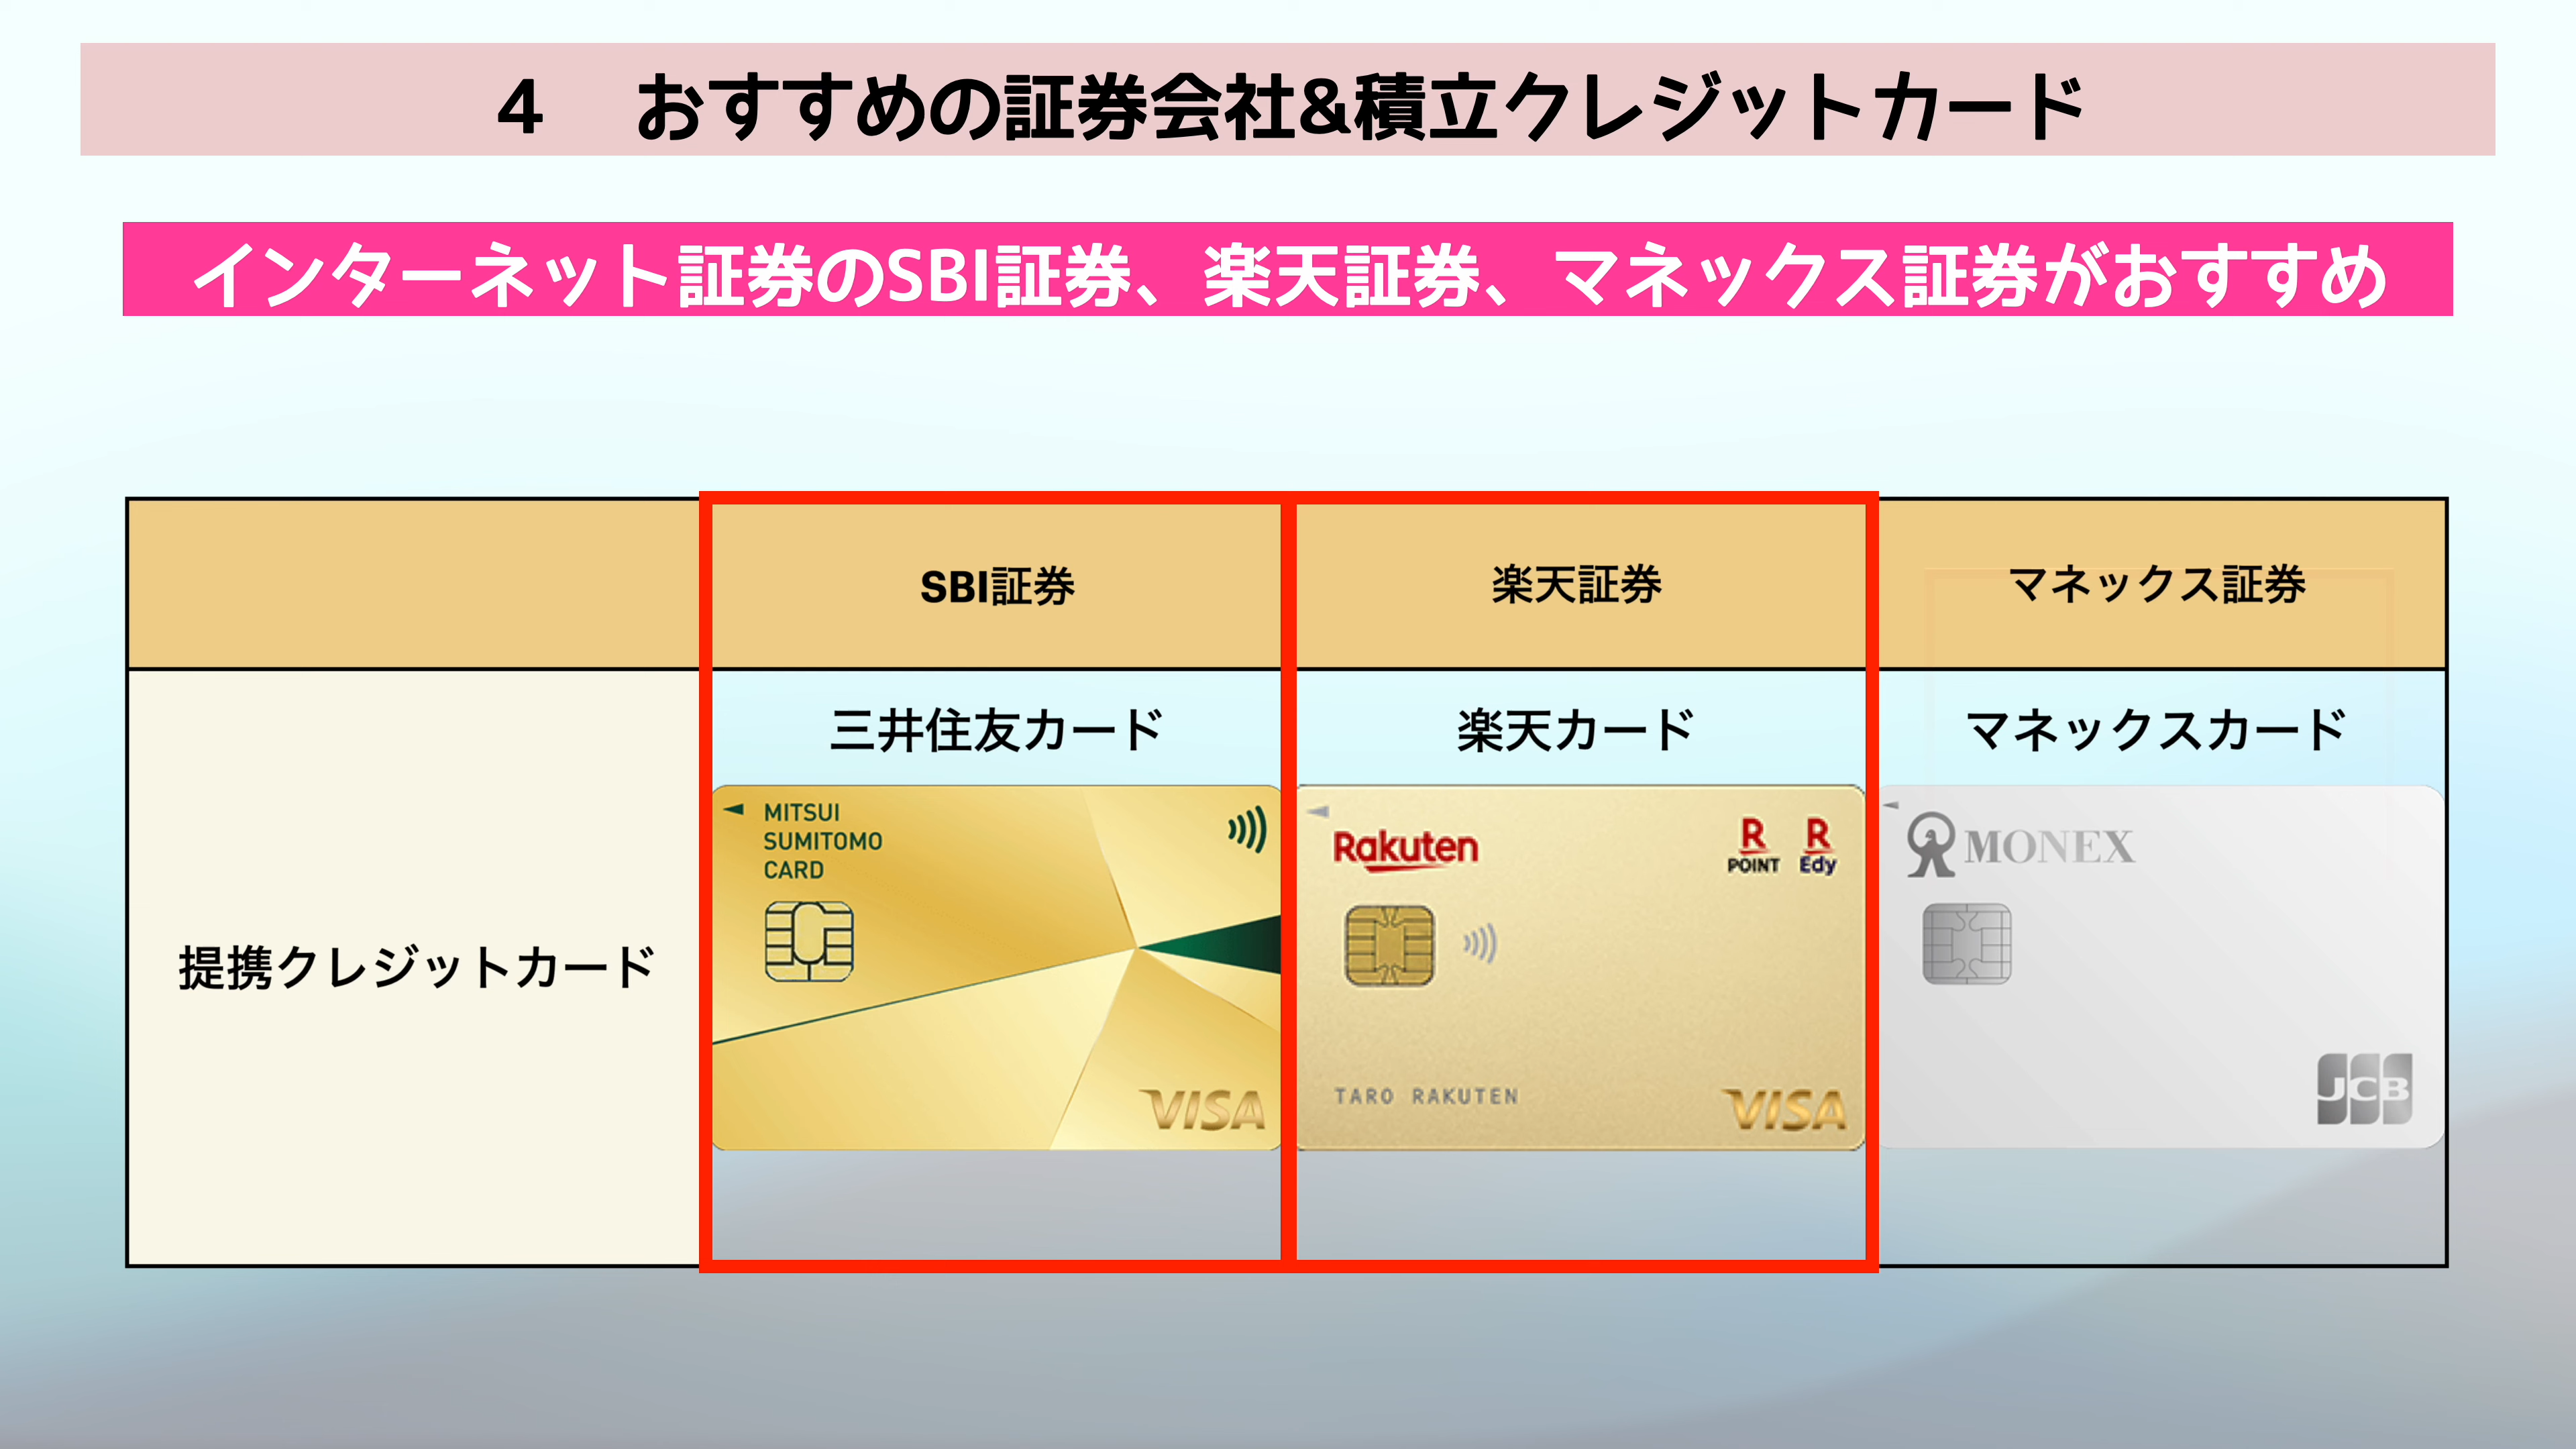 4 おすすめの証券会社&積立クレジットカード
インターネット証券のSBI証券、楽天証券、マネックス証券がおすすめ
SBI証券
楽天証券
マネックス証券
提携クレジットカード
三井住友カード
MITSUI
SUMITOMO
CARD
VISA
楽天カード
Rakuten
R
POINT
R
Edy
TARO RAKUTEN
VISA
マネックスカード
MONEX
JCB